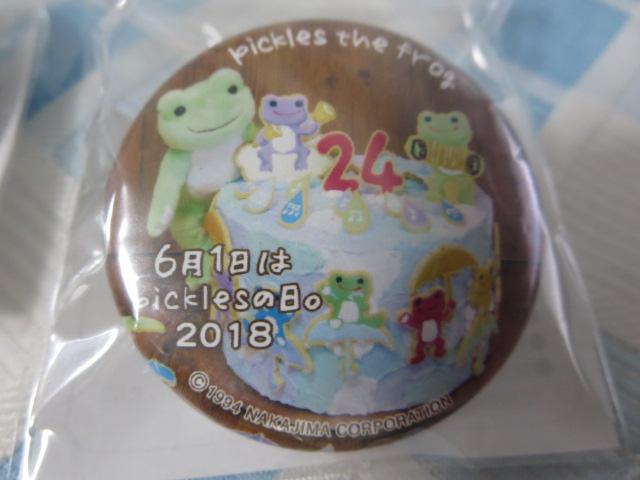 pickles the frog
24
6月1日は
picklesの日。
2018
©1994 NAKAJIMA CORPORATION